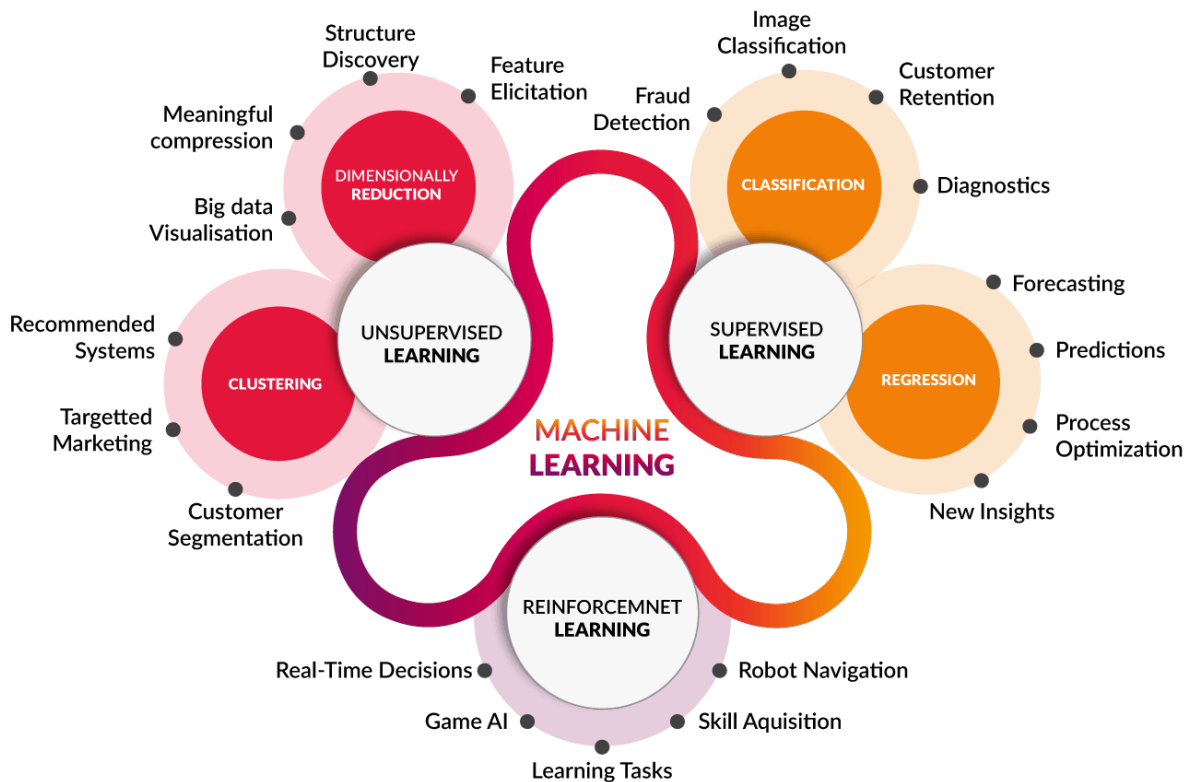 Structure
Discovery
Feature
Elicitation
Meaningful
compression
Big data
Visualisation
DIMENSIONALLY
REDUCTION
Recommended
Systems
Targetted
Marketing
Customer
Segmentation
CLUSTERING
UNSUPERVISED
LEARNING
Image
Classification
Customer
Retention
Fraud
Detection
Diagnostics
CLASSIFICATION
SUPERVISED
LEARNING
Forecasting
Predictions
Process
Optimization
New Insights
REGRESSION
MACHINE
LEARNING
REINFORCEMNET
LEARNING
Real-Time Decisions
Game AI
Learning Tasks
Skill Aquisition
Robot Navigation